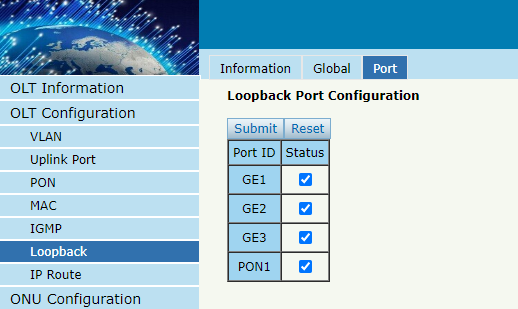 Information Global Port
OLT Information
OLT Configuration
VLAN
Uplink Port
PON
MAC
IGMP
Loopback
IP Route
ONU Configuration
Loopback Port Configuration
Submit Reset
Port ID Status
GE1
GE2
GE3
PON1